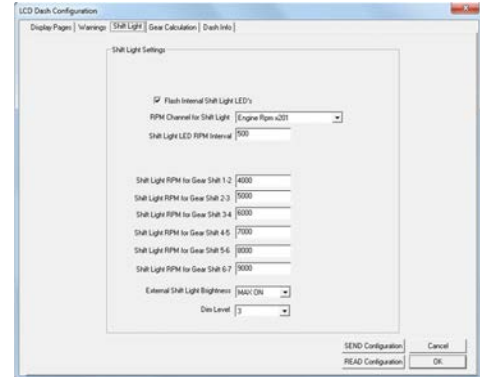 LCD Dash Configuration
Display Pages | Warnings | Shift Light | Gear Calculation | Dash Info
Shift Light Settings
Flash Internal Shift Light LED's
RPM Channel for Shift Light Engine Rpm x201
Shift Light LED RPM Interval 500
Shift Light RPM for Gear Shift 1-2 4000
Shift Light RPM for Gear Shift 2-3 5000
Shift Light RPM for Gear Shift 3-4 6000
Shift Light RPM for Gear Shift 4-5 7000
Shift Light RPM for Gear Shift 5-6 8000
Shift Light RPM for Gear Shift 6-7 9000
External Shift Light Brightness MAX ON
Dim Level 3
SEND Configuration Cancel
READ Configuration OK